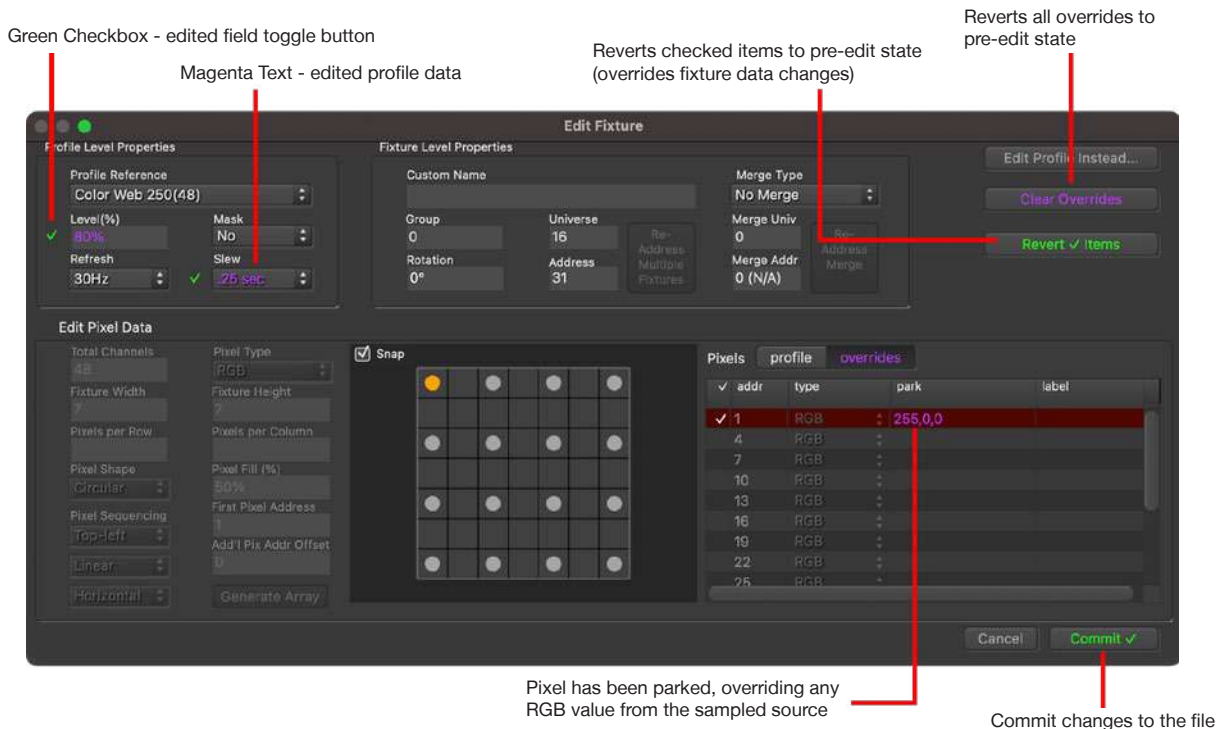 Reverts all overrides to
pre-edit state
Green Checkbox - edited field toggle button
Reverts checked items to pre-edit state
(overrides fixture data changes)
Magenta Text - edited profile data
Edit Fixture
Profile Level Properties
Fixture Level Properties
Edit Profile Instead...
Profile Reference
Custom Name
Merge Type
Color Web 250(48)
No Merge
Clear Overrides
Level(%)
Mask
Group
Universe
Merge Univ
✓ 80%
No
0
16
Re-
Address
Multiple
Fixtures
0
Re-
Address
Merge
Revert ✓ Items
Refresh
Slew
Rotation
Address
Merge Addr
30Hz
✓ .25 sec
0°
31
0 (N/A)
Edit Pixel Data
Total Channels
Pixel Type
✓ Snap
Pixels profile overrides
48
RGB
✓ addr type park label
Fixture Width
Fixture Height
7
7
✓ 1 RGB 255,0,0
Pixels per Row
Pixels per Column
4 RGB
7 RGB
Pixel Shape
Pixel Fill (%)
10 RGB
Circular
50%
13 RGB
Pixel Sequencing
First Pixel Address
16 RGB
Top-left
1
19 RGB
Add'l Pix Addr Offset
Linear
0
22 RGB
25 RGB
Horizontal
Generate Array
Cancel
Commit ✓
Pixel has been parked, overriding any
RGB value from the sampled source
Commit changes to the file